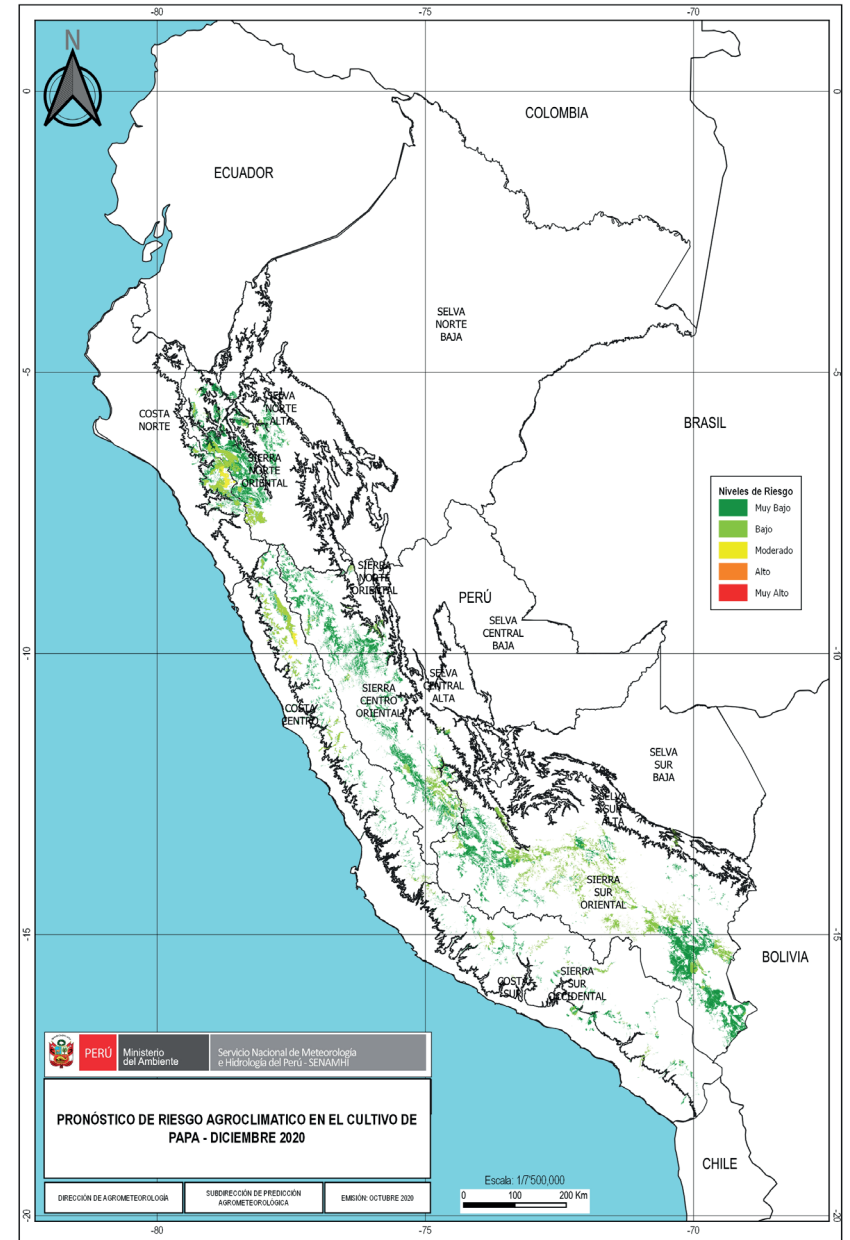 -80
-75
-70
N
0
0
COLOMBIA
ECUADOR
SELVA
NORTE
BAJA
-5
-5
SELVA
NORTE
ALTA
COSTA
NORTE
BRASIL
SIERRA
NORTE
ORIENTAL
Niveles de Riesgo
Muy Bajo
Bajo
Moderado
Alto
Muy Alto
SIERRA
NORTE
ORIENTAL
PERÚ
SELVA
CENTRAL
BAJA
-10
-10
SELVA
CENTRAL
ALTA
SIERRA
CENTRO
ORIENTAL
COSTA
CENTRO
SELVA
SUR
BAJA
SELVA
SUR
ALTA
SIERRA
SUR
ORIENTAL
-15
-15
BOLIVIA
SIERRA
SUR
OCCIDENTAL
COSTA
SUR
PERÚ
Ministerio
del Ambiente
Servicio Nacional de Meteorología
e Hidrología del Perú - SENAMHI
PRONÓSTICO DE RIESGO AGROCLIMATICO EN EL CULTIVO DE
PAPA - DICIEMBRE 2020
DIRECCIÓN DE AGROMETEOROLOGÍA
SUBDIRECCIÓN DE PREDICCIÓN
AGROMETEOROLÓGICA
EMISIÓN: OCTUBRE 2020
CHILE
Escala: 1/7'500,000
0 100 200 Km
-20
-20
-80
-75
-70